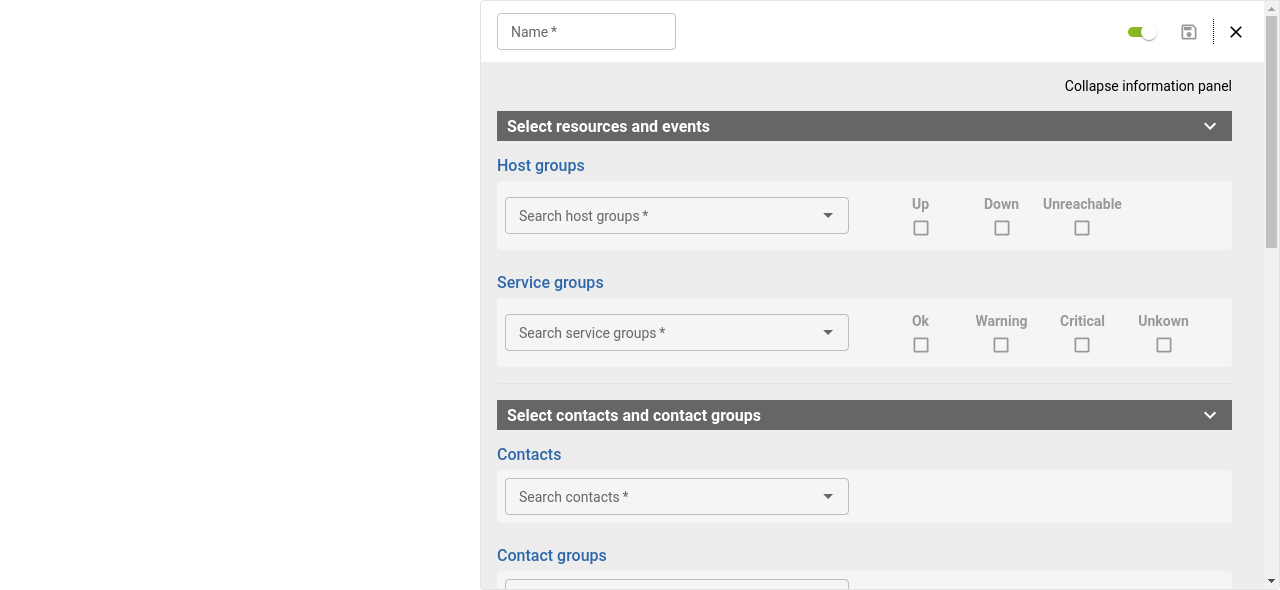 Name *
Collapse information panel
Select resources and events
Host groups
Search host groups *
Up Down Unreachable
Service groups
Search service groups *
Ok Warning Critical Unkown
Select contacts and contact groups
Contacts
Search contacts *
Contact groups